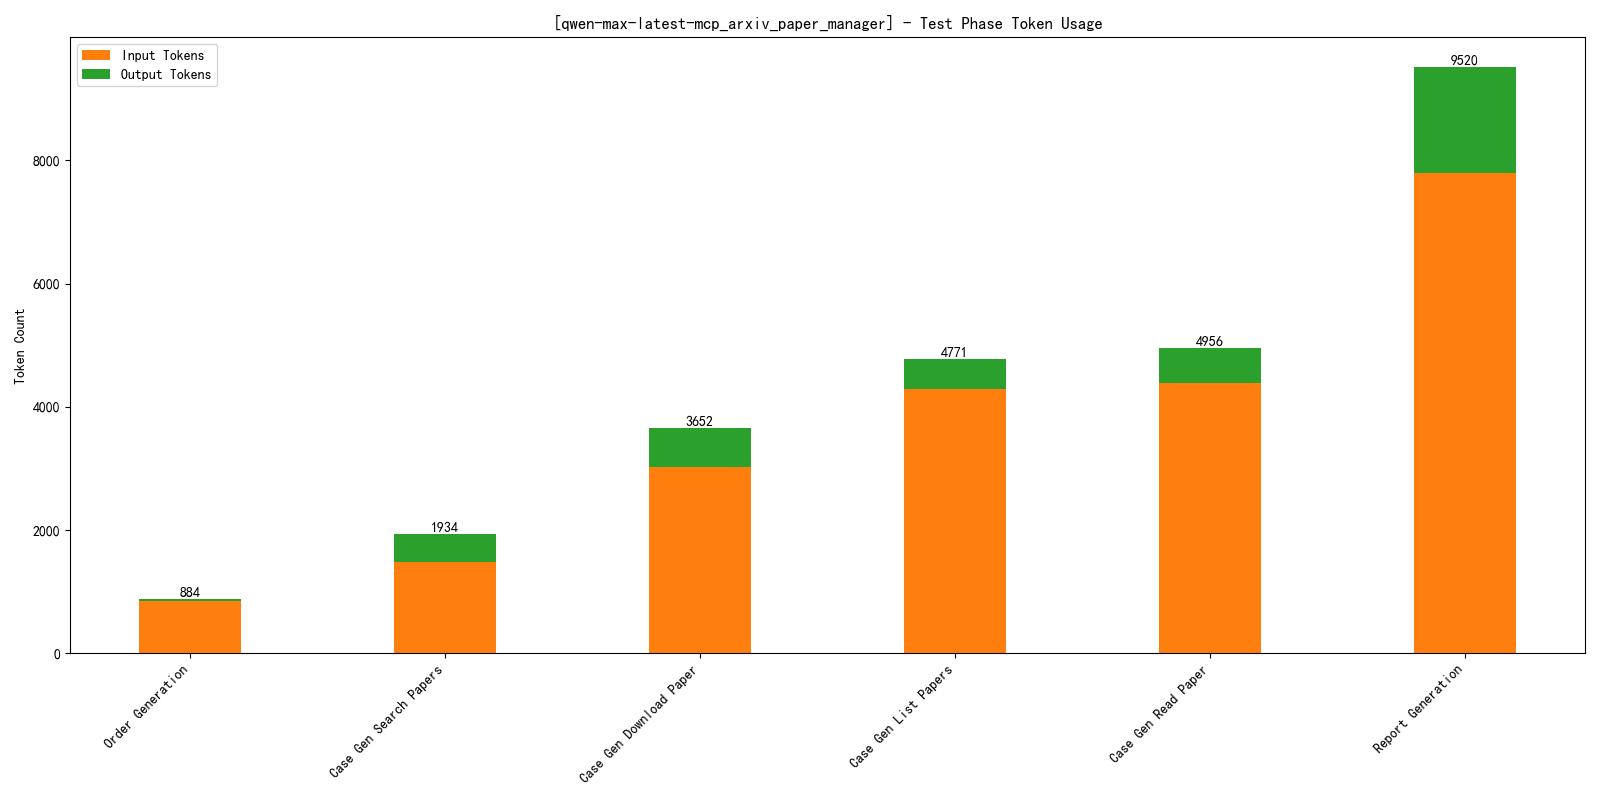 [qwen-max-latest-mcp_arxiv_paper_manager] - Test Phase Token Usage
Input Tokens
Output Tokens
Token Count
8000
6000
4000
2000
0
884
1934
3652
4771
4956
9520
Order Generation
Case Gen Search Papers
Case Gen Download Paper
Case Gen List Papers
Case Gen Read Paper
Report Generation